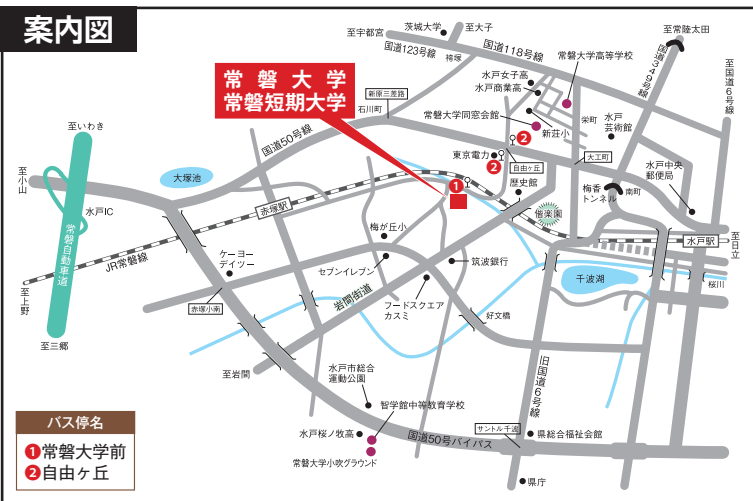 案内図
至宇都宮
茨城大学
至大子
国道123号線
袴塚
国道118号線
常磐大学高等学校
至常陸太田
国道349号線
至国道6号線
水戸女子高
水戸商業高
常磐大学
常磐短期大学
新原三差路
石川町
常磐大学同窓会館
新荘小
栄町
水戸
芸術館
至いわき
国道50号線
東京電力
2
2
自由ヶ丘
大工町
水戸中央
郵便局
至小山
大塚池
1
歴史館
梅香
トンネル
南町
水戸IC
赤塚駅
偕楽園
常磐自動車道
梅が丘小
水戸駅
至日立
JR常磐線
ケーヨー
デイツー
セブンイレブン
筑波銀行
千波湖
桜川
至上野
岩間街道
赤塚小南
フードスクエア
カスミ
好文橋
至三郷
至岩間
水戸市総合
運動公園
旧国道6号線
智学館中等教育学校
水戸桜ノ牧高
国道50号バイパス
サントル千波
県総合福祉会館
常磐大学小吹グラウンド
県庁
バス停名
1常磐大学前
2自由ヶ丘